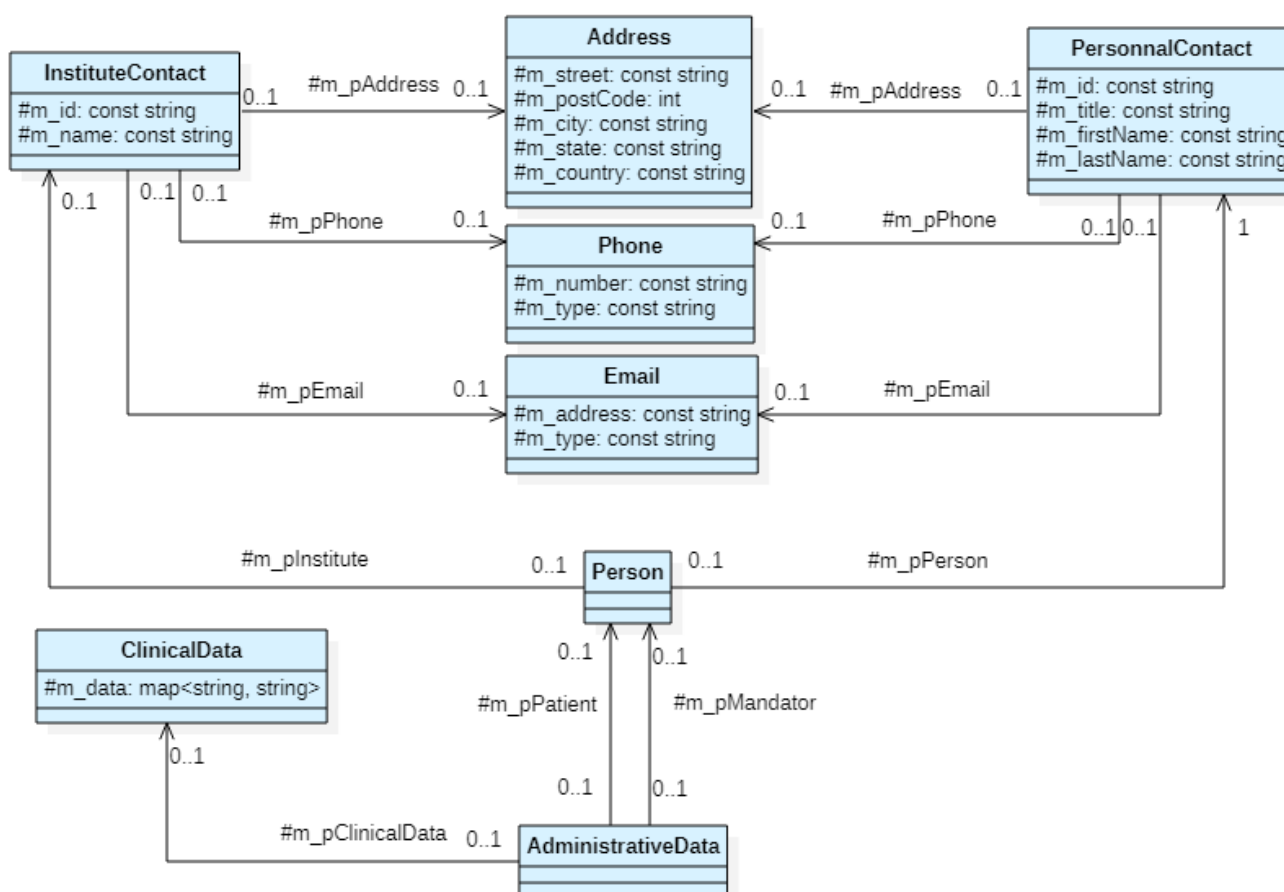 Address
#m_street: const string
#m_postCode: int
#m_city: const string
#m_state: const string
#m_country: const string
InstituteContact
#m_id: const string
#m_name: const string
PersonnalContact
#m_id: const string
#m_title: const string
#m_firstName: const string
#m_lastName: const string
0..1
#m_pAddress
0..1
0..1
#m_pAddress
0..1
0..1
0..1
0..1
#m_pPhone
0..1
0..1
#m_pPhone
0..1
0..1
1
Phone
#m_number: const string
#m_type: const string
#m_pEmail
0..1
Email
#m_address: const string
#m_type: const string
0..1
#m_pEmail
#m_pInstitute
0..1
Person
0..1
#m_pPerson
ClinicalData
#m_data: map<string, string>
0..1
0..1
#m_pPatient
#m_pMandator
0..1
0..1
0..1
#m_pClinicalData
0..1
AdministrativeData